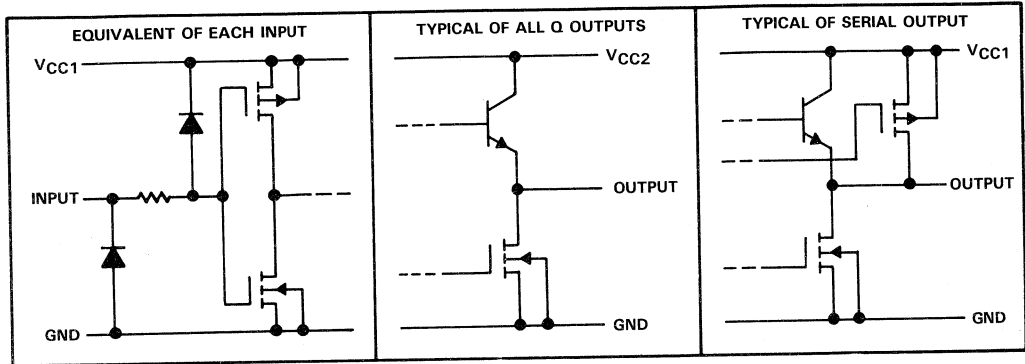 EQUIVALENT OF EACH INPUT
VCC1
INPUT
GND
TYPICAL OF ALL Q OUTPUTS
VCC2
OUTPUT
GND
TYPICAL OF SERIAL OUTPUT
VCC1
OUTPUT
GND